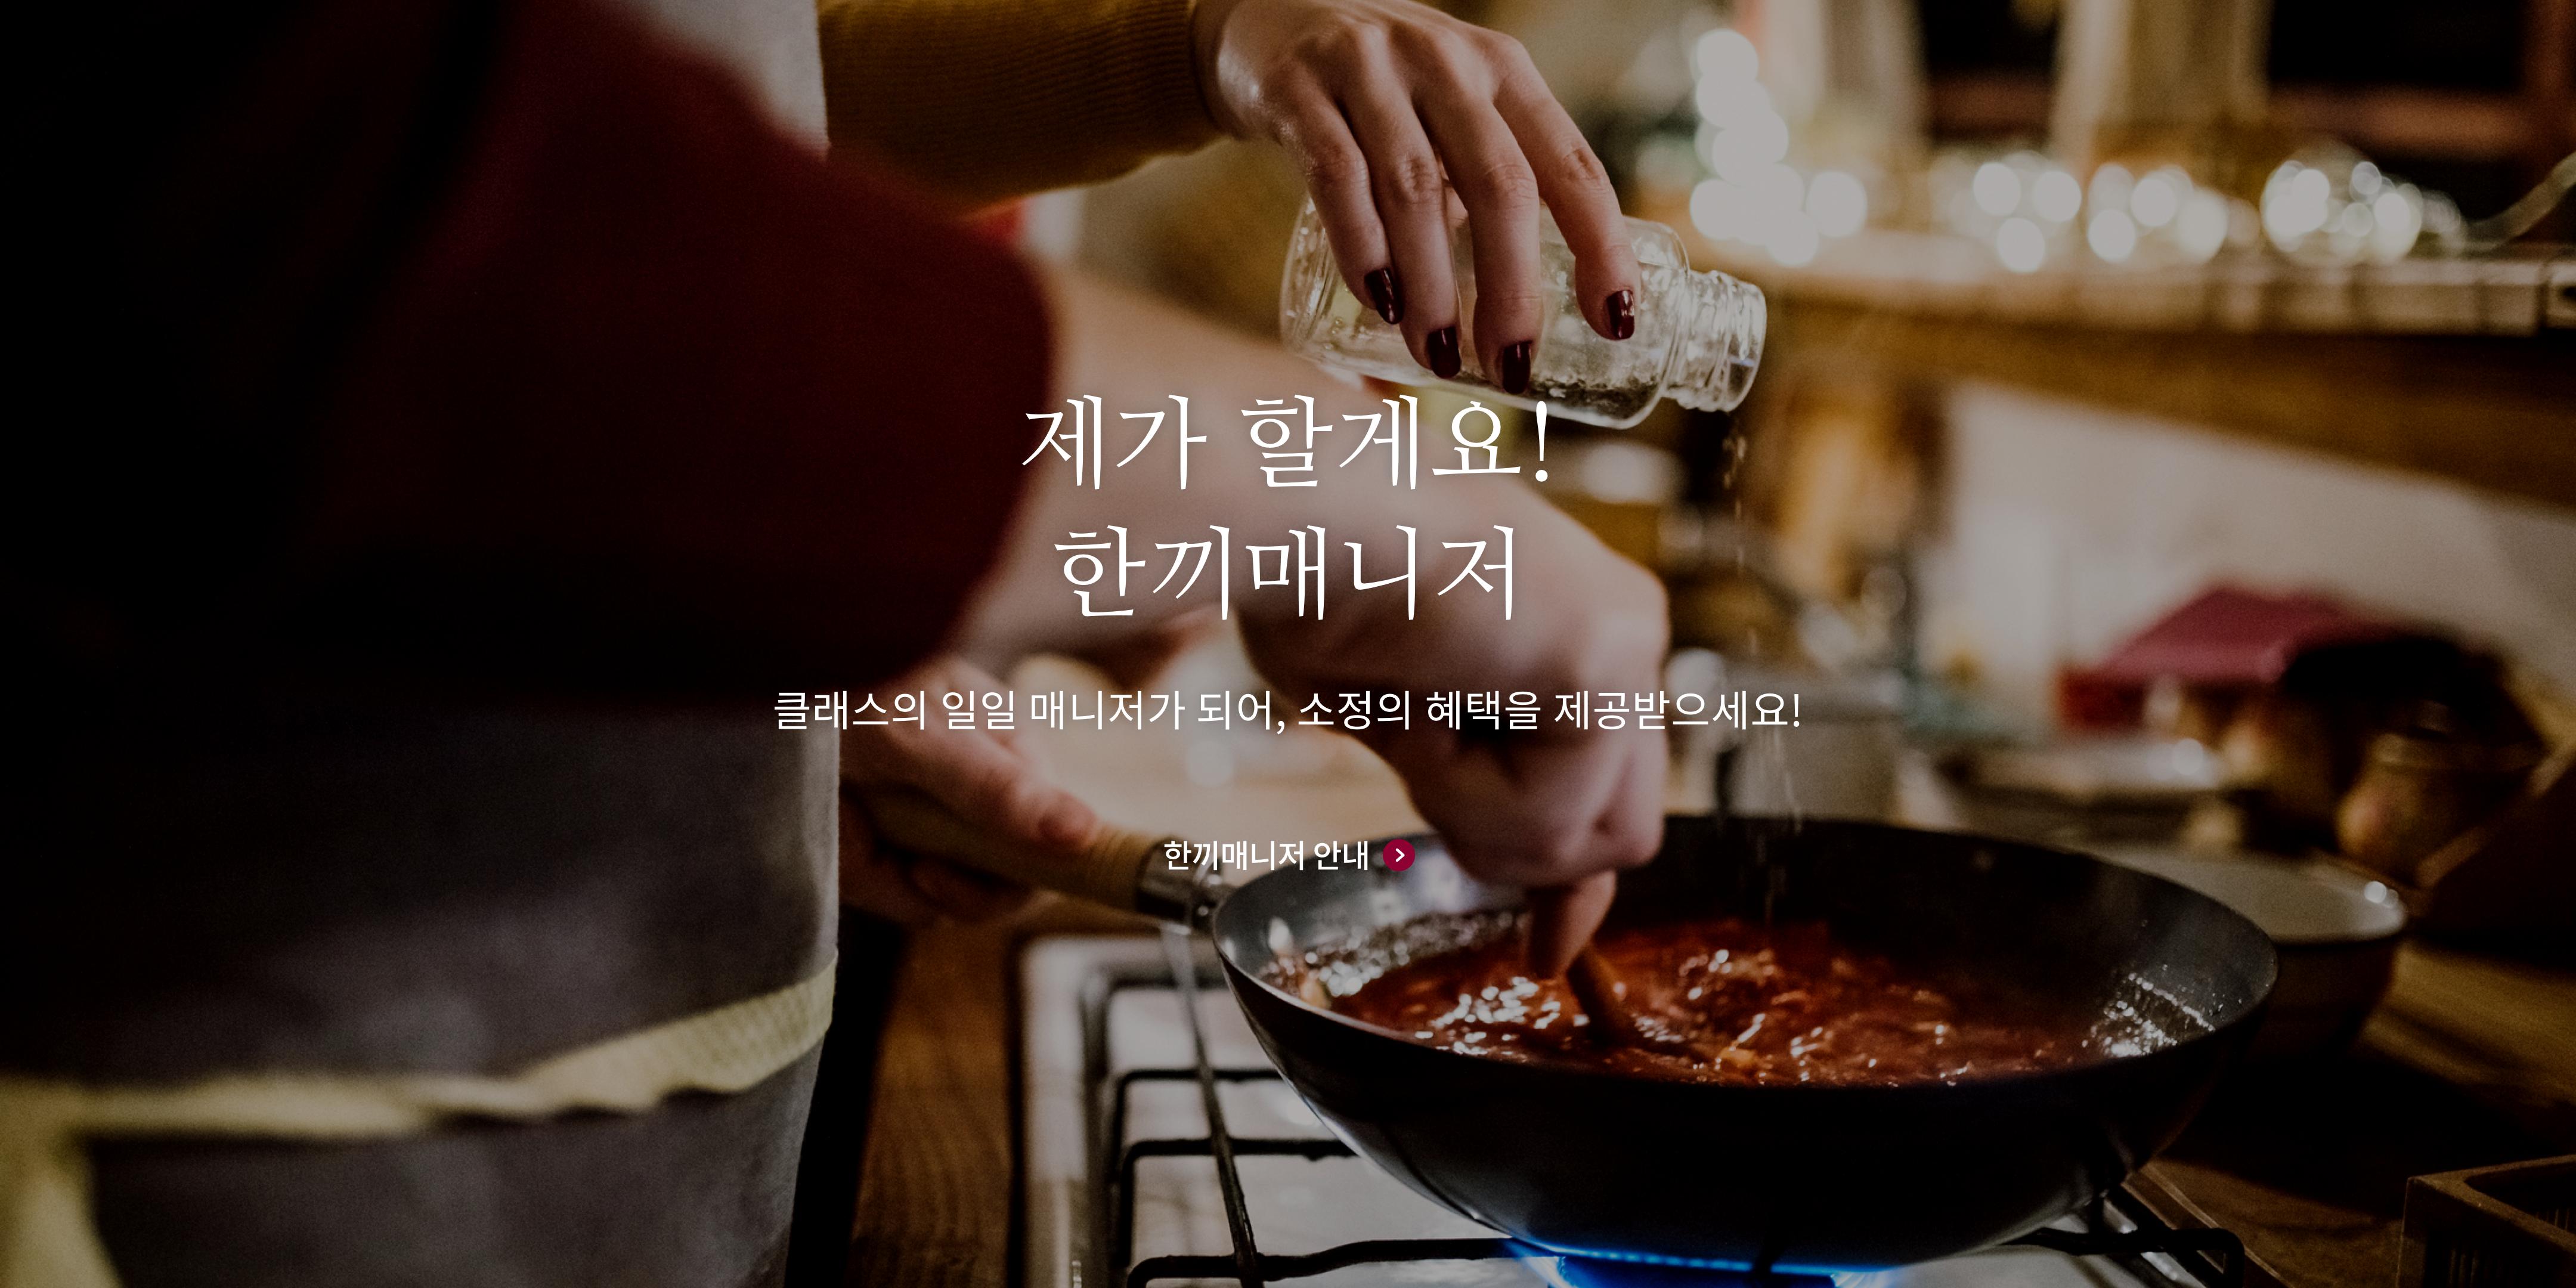 제가 할게요!
한끼매니저
클래스의 일일 매니저가 되어, 소정의 혜택을 제공받으세요!
한끼매니저 안내